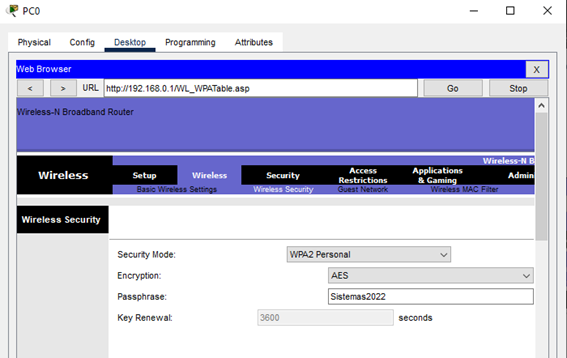 PC0
Physical Config Desktop Programming Attributes
Web Browser X
< > URL http://192.168.0.1/WL_WPATable.asp Go Stop
Wireless-N Broadband Router
Wireless-N B
Wireless Setup Wireless Security Access Restrictions Applications & Gaming Admin
Basic Wireless Settings Wireless Security Guest Network Wireless MAC Filter
Wireless Security
Security Mode: WPA2 Personal
Encryption: AES
Passphrase: Sistemas2022
Key Renewal: 3600 seconds